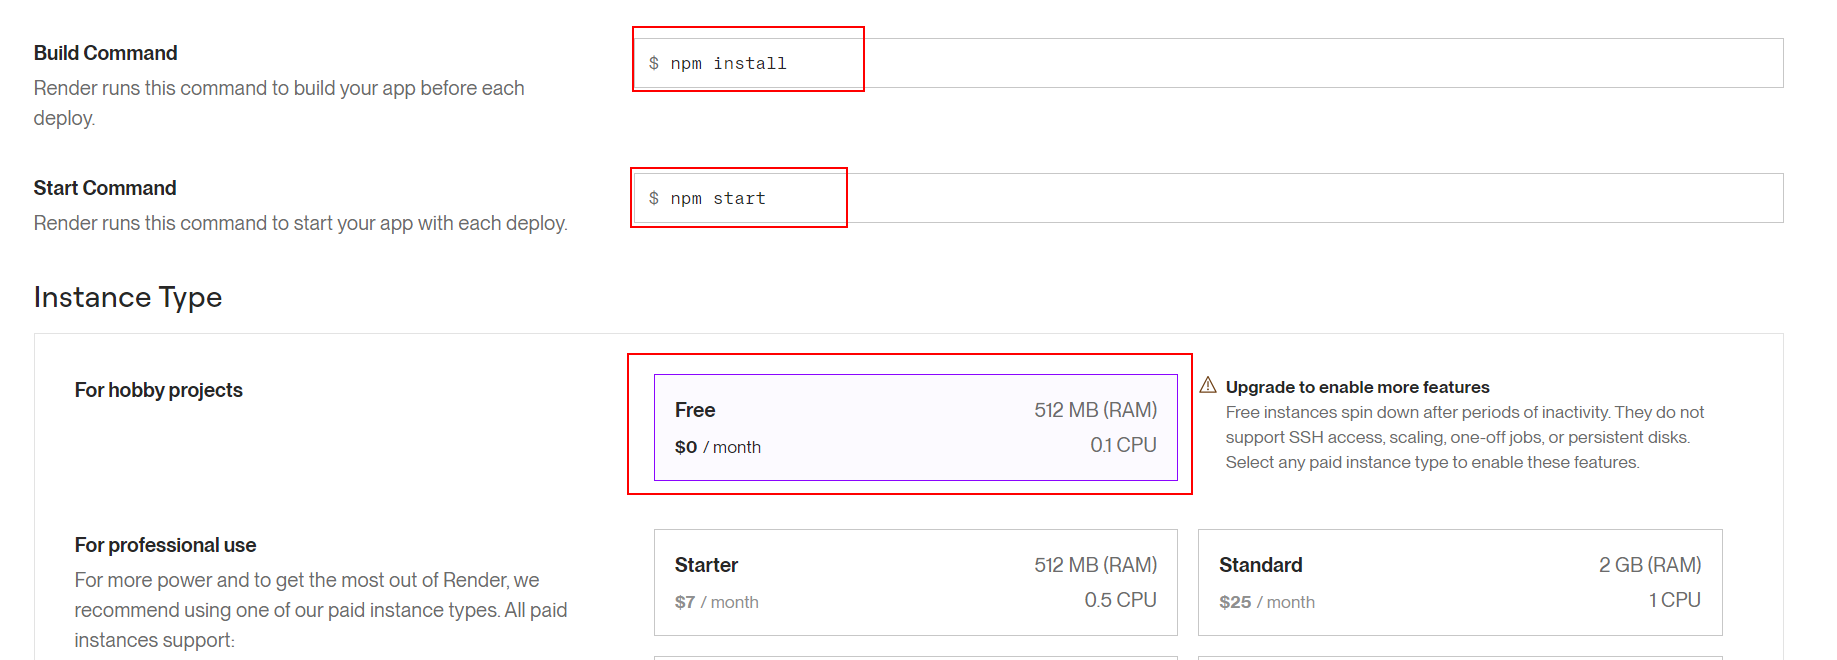 Build Command
$ npm install
Render runs this command to build your app before each
deploy.
Start Command
$ npm start
Render runs this command to start your app with each deploy.
Instance Type
For hobby projects
Free 512 MB (RAM)
$0 / month 0.1 CPU
Upgrade to enable more features
Free instances spin down after periods of inactivity. They do not
support SSH access, scaling, one-off jobs, or persistent disks.
Select any paid instance type to enable these features.
For professional use
For more power and to get the most out of Render, we
recommend using one of our paid instance types. All paid
instances support:
Starter 512 MB (RAM)
$7 / month 0.5 CPU
Standard 2 GB (RAM)
$25 / month 1 CPU